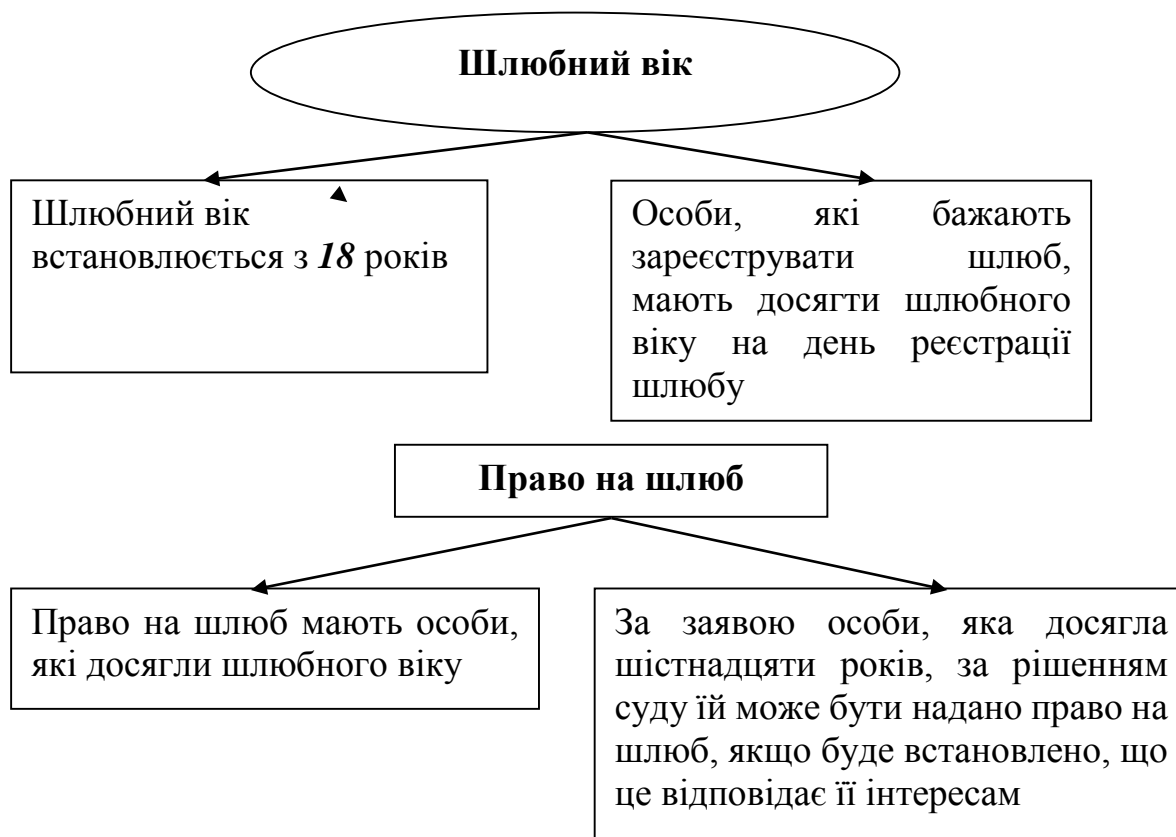 Шлюбний вік
Шлюбний вік
встановлюється з 18 років
Особи, які бажають
зареєструвати шлюб,
мають досягти шлюбного
віку на день реєстрації
шлюбу
Право на шлюб
Право на шлюб мають особи,
які досягли шлюбного віку
За заявою особи, яка досягла
шістнадцяти років, за рішенням
суду їй може бути надано право на
шлюб, якщо буде встановлено, що
це відповідає її інтересам